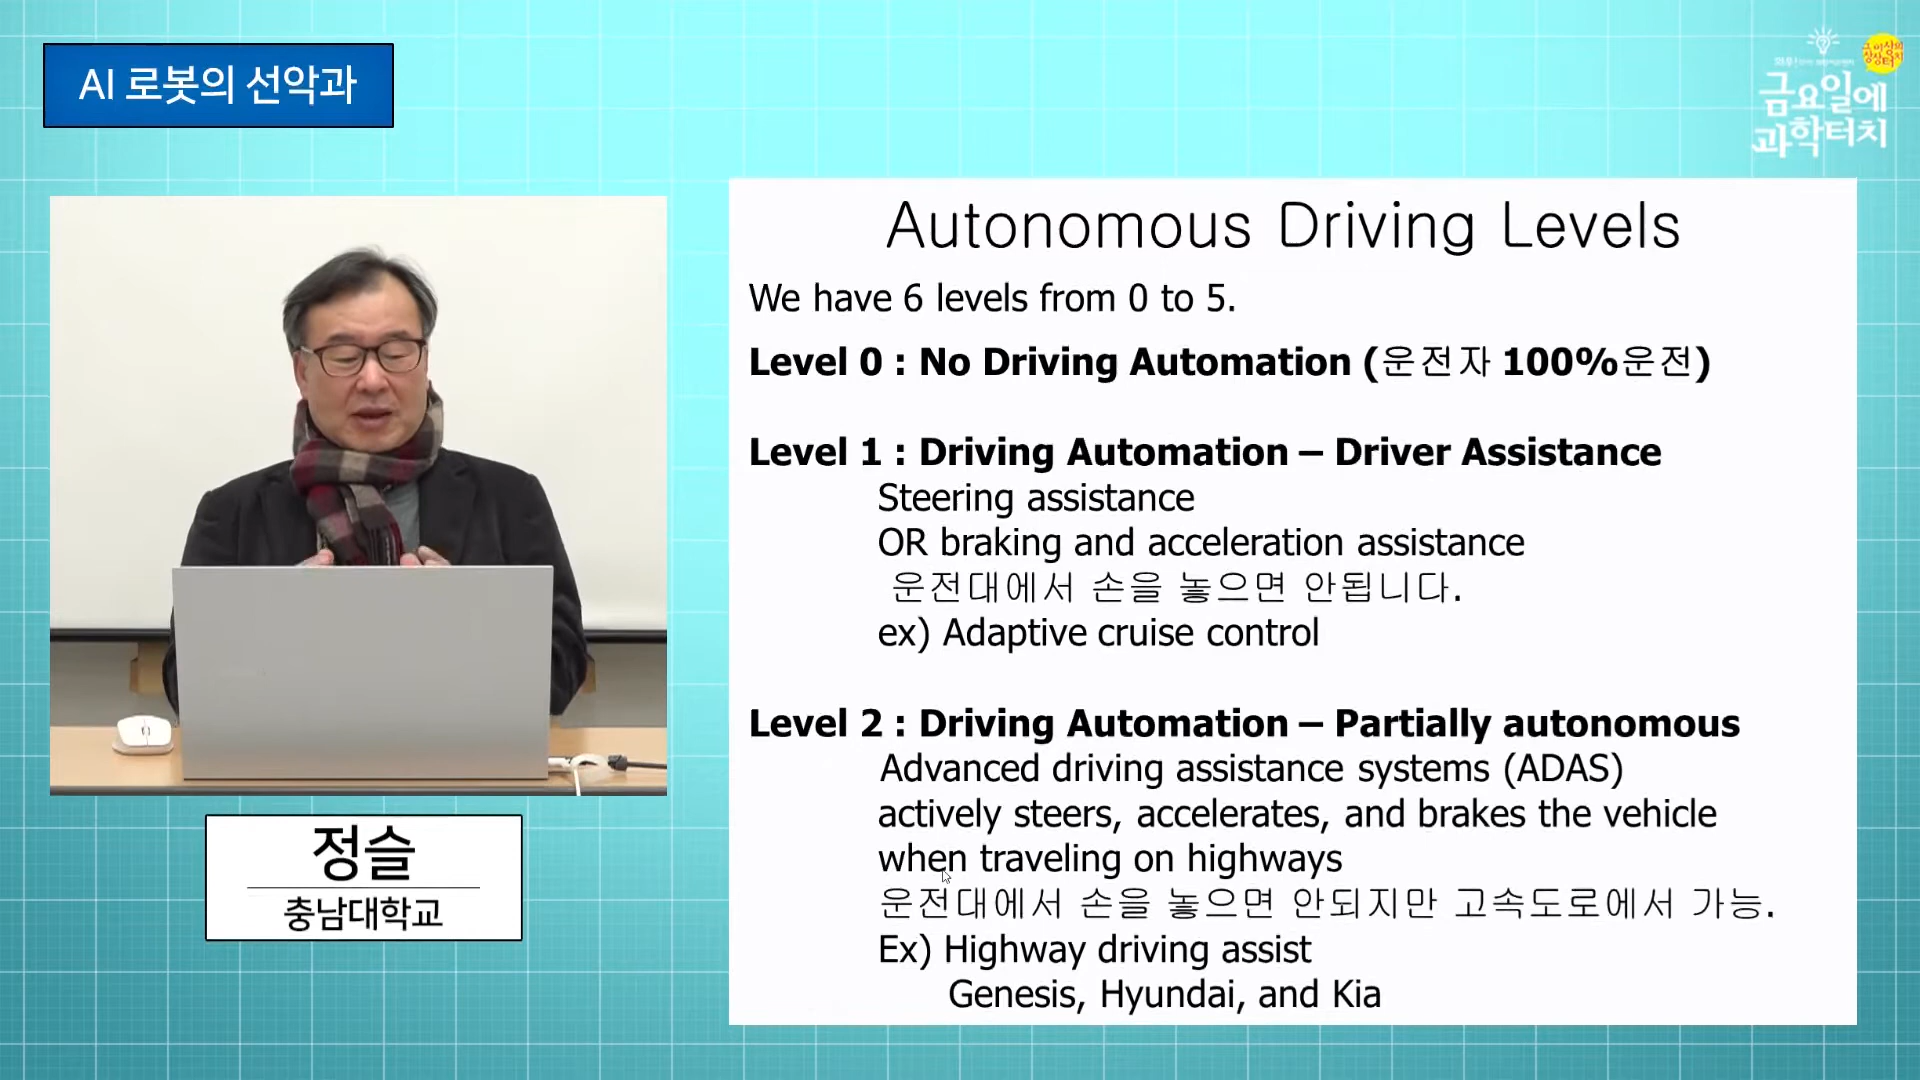 AI 로봇의 선악과
금요일에
과학터치
Autonomous Driving Levels
We have 6 levels from 0 to 5.
Level 0 : No Driving Automation (운전자 100%운전)
Level 1 : Driving Automation – Driver Assistance
Steering assistance
OR braking and acceleration assistance
운전대에서 손을 놓으면 안됩니다.
ex) Adaptive cruise control
Level 2 : Driving Automation – Partially autonomous
Advanced driving assistance systems (ADAS)
actively steers, accelerates, and brakes the vehicle
when traveling on highways
운전대에서 손을 놓으면 안되지만 고속도로에서 가능.
Ex) Highway driving assist
Genesis, Hyundai, and Kia
정슬
충남대학교